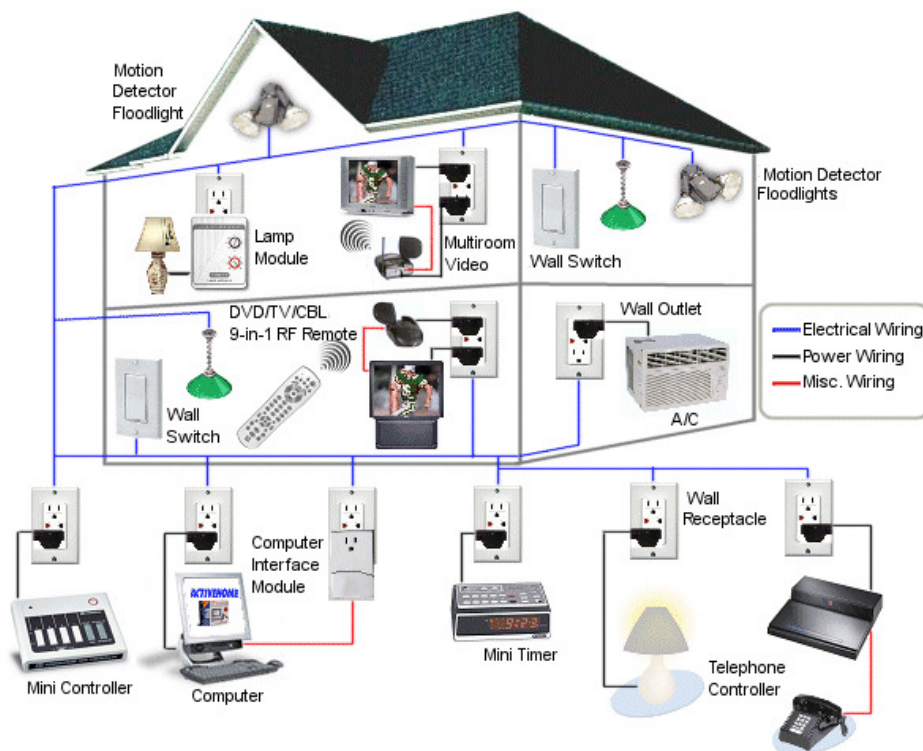 Motion
Detector
Floodlight
Lamp
Module
Multiroom
Video
Wall Switch
Motion Detector
Floodlights
DVD/TV/CBL
9-in-1 RF Remote
Wall Outlet
A/C
Wall
Switch
Electrical Wiring
Power Wiring
Misc. Wiring
Computer
Interface
Module
Wall
Receptacle
ACTIVEHOME
Mini Controller
Computer
Mini Timer
Telephone
Controller